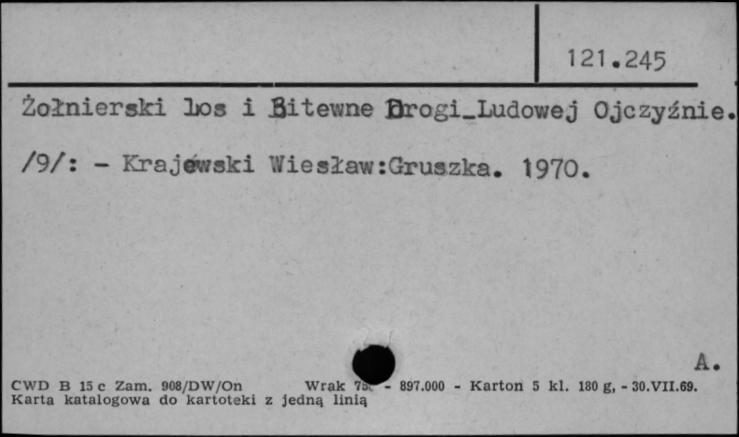 121.245
Żołnierski los i Bitewne Drogi_Ludowej Ojczyźnie.
/9/: - Krajewski Wiesław:Gruszka. 1970.
A.
CWD B 15 c Zam. 908/DW/On Wrak - 897.000 - Karton 5 kl. 180 g, - 30.VII.69.
Karta katalogowa do kartoteki z jedną linią